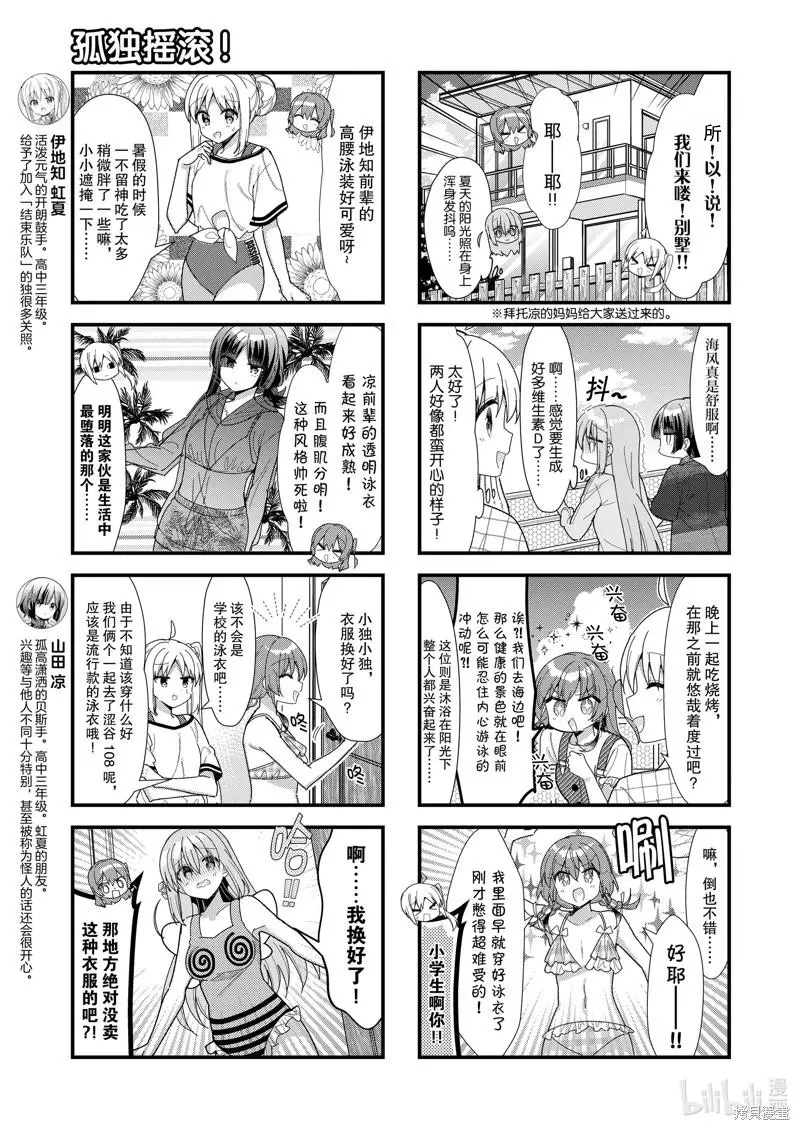 孤独摇滚！
所！以！说！
我们来喽！别墅！！
耶——耶！！
夏天的阳光照在身上
浑身发抖呜……
※拜托凉的妈妈给大家送过来的。
海风真是舒服啊……
抖～
啊……感觉要生成
好多维生素D了……
太好了！
两人好像都蛮开心的样子！
晚上一起吃烧烤，
在那之前就悠哉着度过吧？
兴奋
兴奋
兴奋
诶?!我们去海边吧！
那么健康的景色就在眼前
怎么可能忍住内心游泳的
冲动呢?!
这位则是沐浴在阳光下
整个人都兴奋起来了……
嘛，倒也不错…
好耶——!!
唰
我里面早就穿好泳衣了
刚才憋得超难受的！
小学生啊你!!
伊地知前辈的
高腰泳装好可爱呀~
暑假的时候
一不留神吃了太多
稍微胖了一些嘛，
小小遮掩一下……
凉前辈的透明泳衣
看起来好成熟！
而且腹肌分明！
这种风格帅死啦！
明明这家伙是生活中
最堕落的那个……
小独小独，
衣服换好了吗？
咚
咚
该不会是
学校的泳衣吧……
由于不知道该穿什么好
我们俩个一起去了涩谷108呢，
应该是流行款的泳衣哦！
啊……我换好了！
那地方绝对没卖
这种衣服的吧?!
伊地知 虹夏
活泼元气的开朗鼓手。高中三年级。
给予了加入「结束乐队」的独很多关照。
山田 凉
孤高潇洒的贝斯手。高中三年级。虹夏的朋友。
兴趣等与他人不同十分特别，甚至被称为怪人的话还会很开心。
bilibili漫画
拷贝漫畫